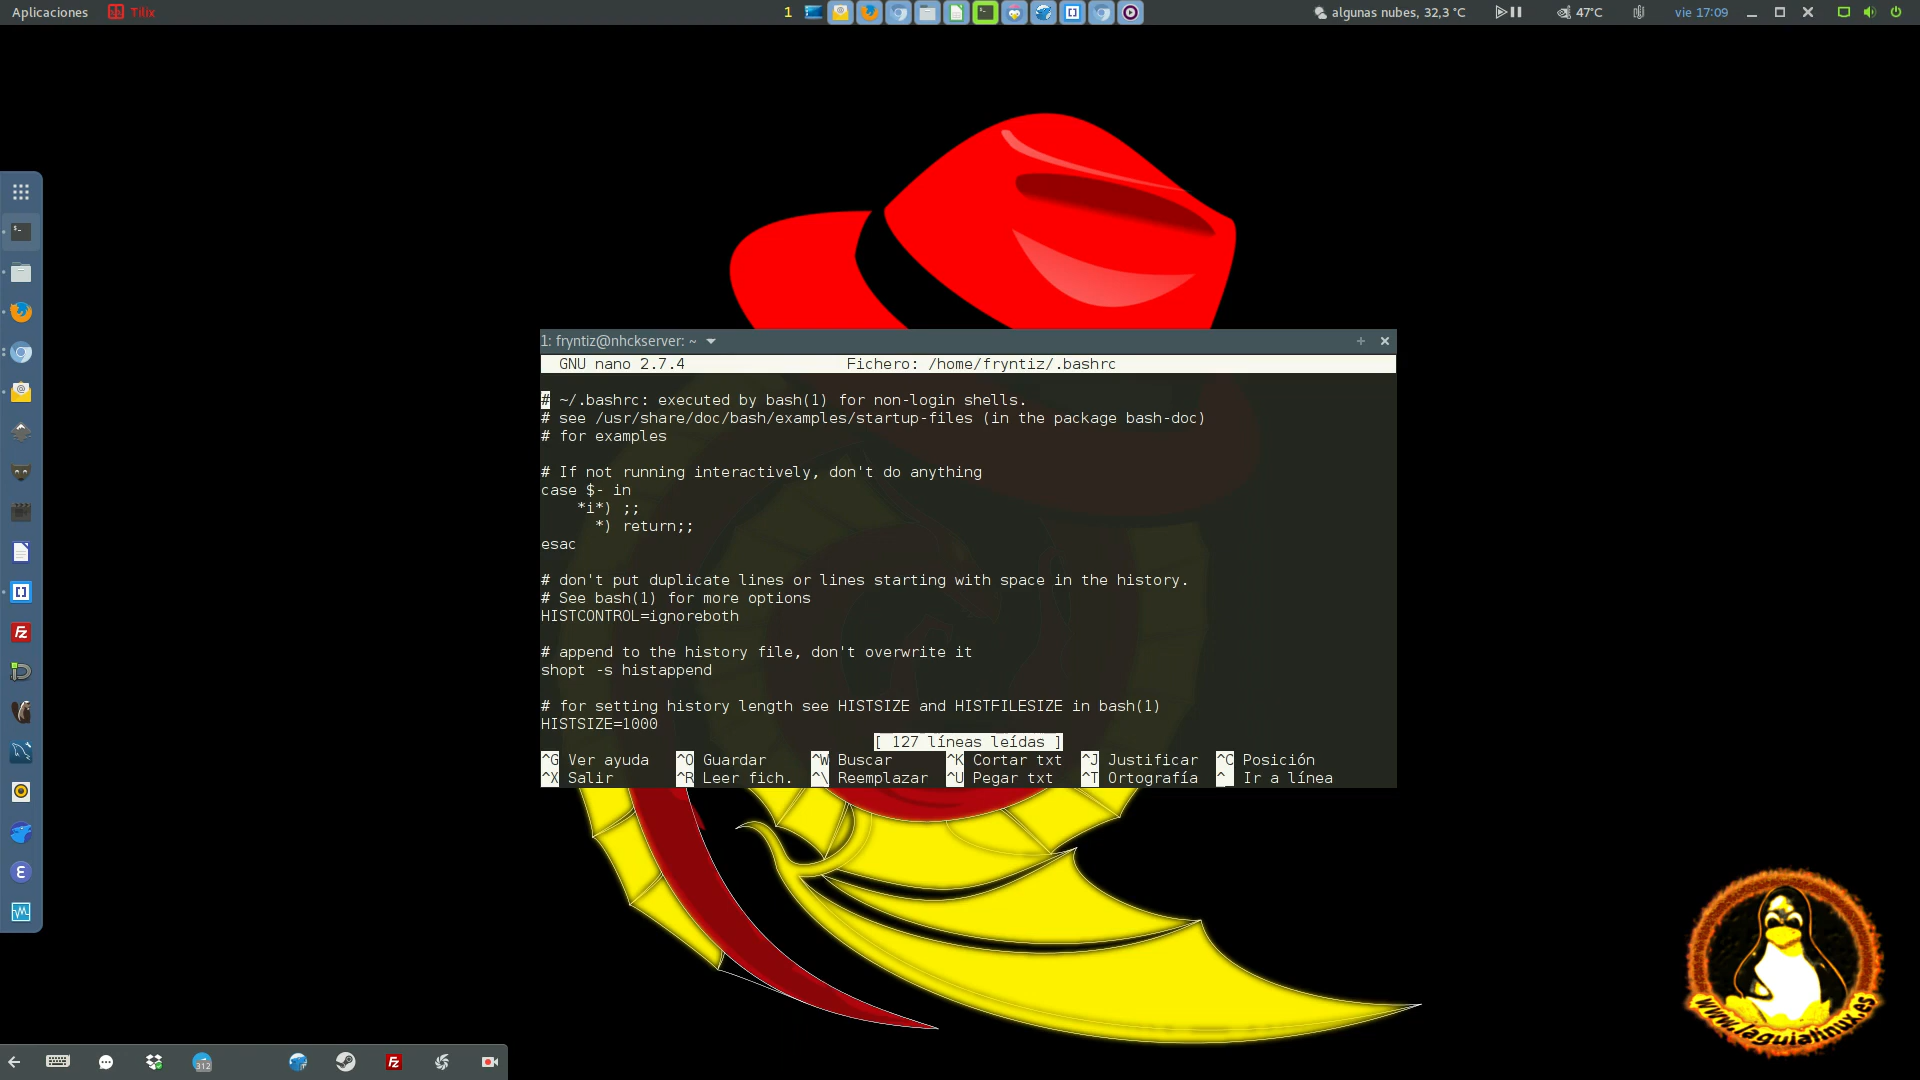 Aplicaciones Tilix 1 algunas nubes, 32,3 °C 47°C vie 17:09
1: fryntiz@nhckserver: ~
GNU nano 2.7.4 Fichero: /home/fryntiz/.bashrc
# ~/.bashrc: executed by bash(1) for non-login shells.
# see /usr/share/doc/bash/examples/startup-files (in the package bash-doc)
# for examples
# If not running interactively, don't do anything
case $- in
*i*) ;;
*) return;;
esac
# don't put duplicate lines or lines starting with space in the history.
# See bash(1) for more options
HISTCONTROL=ignoreboth
# append to the history file, don't overwrite it
shopt -s histappend
# for setting history length see HISTSIZE and HISTFILESIZE in bash(1)
HISTSIZE=1000
[ 127 líneas leídas ]
^G Ver ayuda ^O Guardar ^W Buscar ^K Cortar txt ^J Justificar ^C Posición
^X Salir ^R Leer fich. ^\ Reemplazar ^U Pegar txt ^T Ortografía ^_ Ir a línea
www.laguialinux.es
312